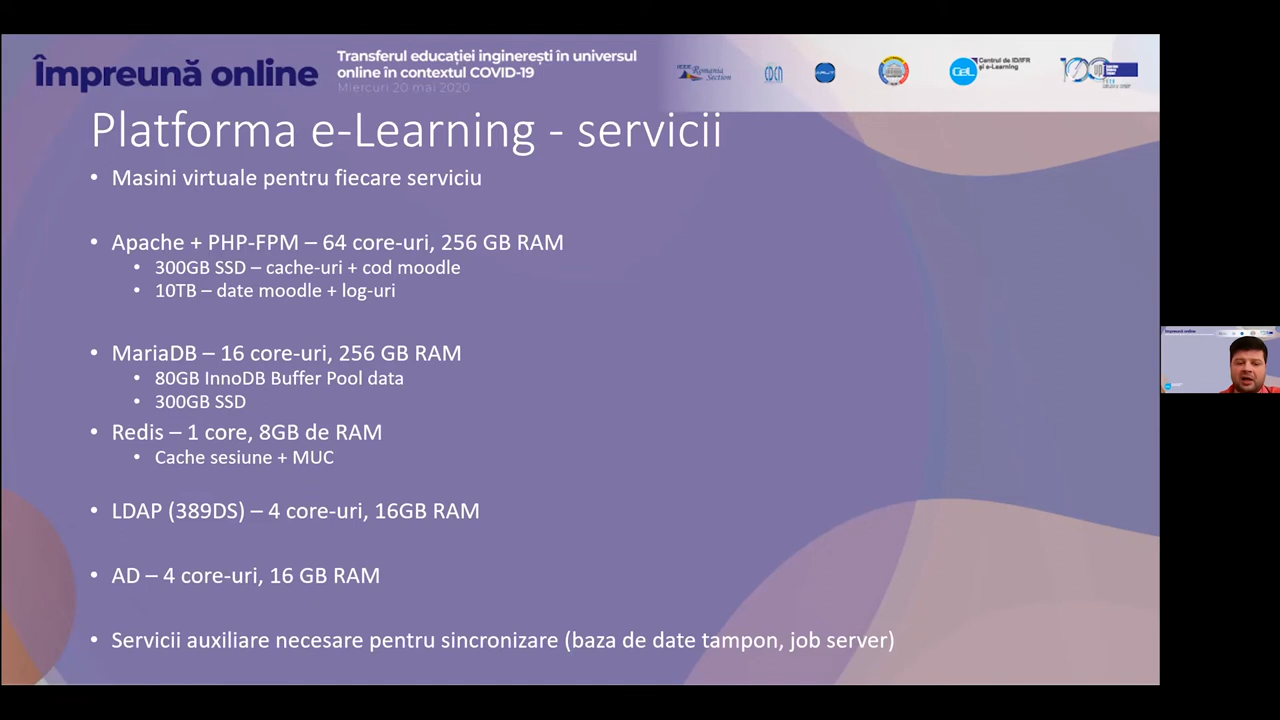 Împreună online
Transferul educației inginerești în universul
online în contextul COVID-19
Miercuri 20 mai 2020
Romania
Section
Centrul de ID/IFR
și e-Learning
Platforma e-Learning - servicii
• Masini virtuale pentru fiecare serviciu
• Apache + PHP-FPM – 64 core-uri, 256 GB RAM
• 300GB SSD – cache-uri + cod moodle
• 10TB – date moodle + log-uri
• MariaDB – 16 core-uri, 256 GB RAM
• 80GB InnoDB Buffer Pool data
• 300GB SSD
• Redis – 1 core, 8GB de RAM
• Cache sesiune + MUC
• LDAP (389DS) – 4 core-uri, 16GB RAM
• AD – 4 core-uri, 16 GB RAM
• Servicii auxiliare necesare pentru sincronizare (baza de date tampon, job server)